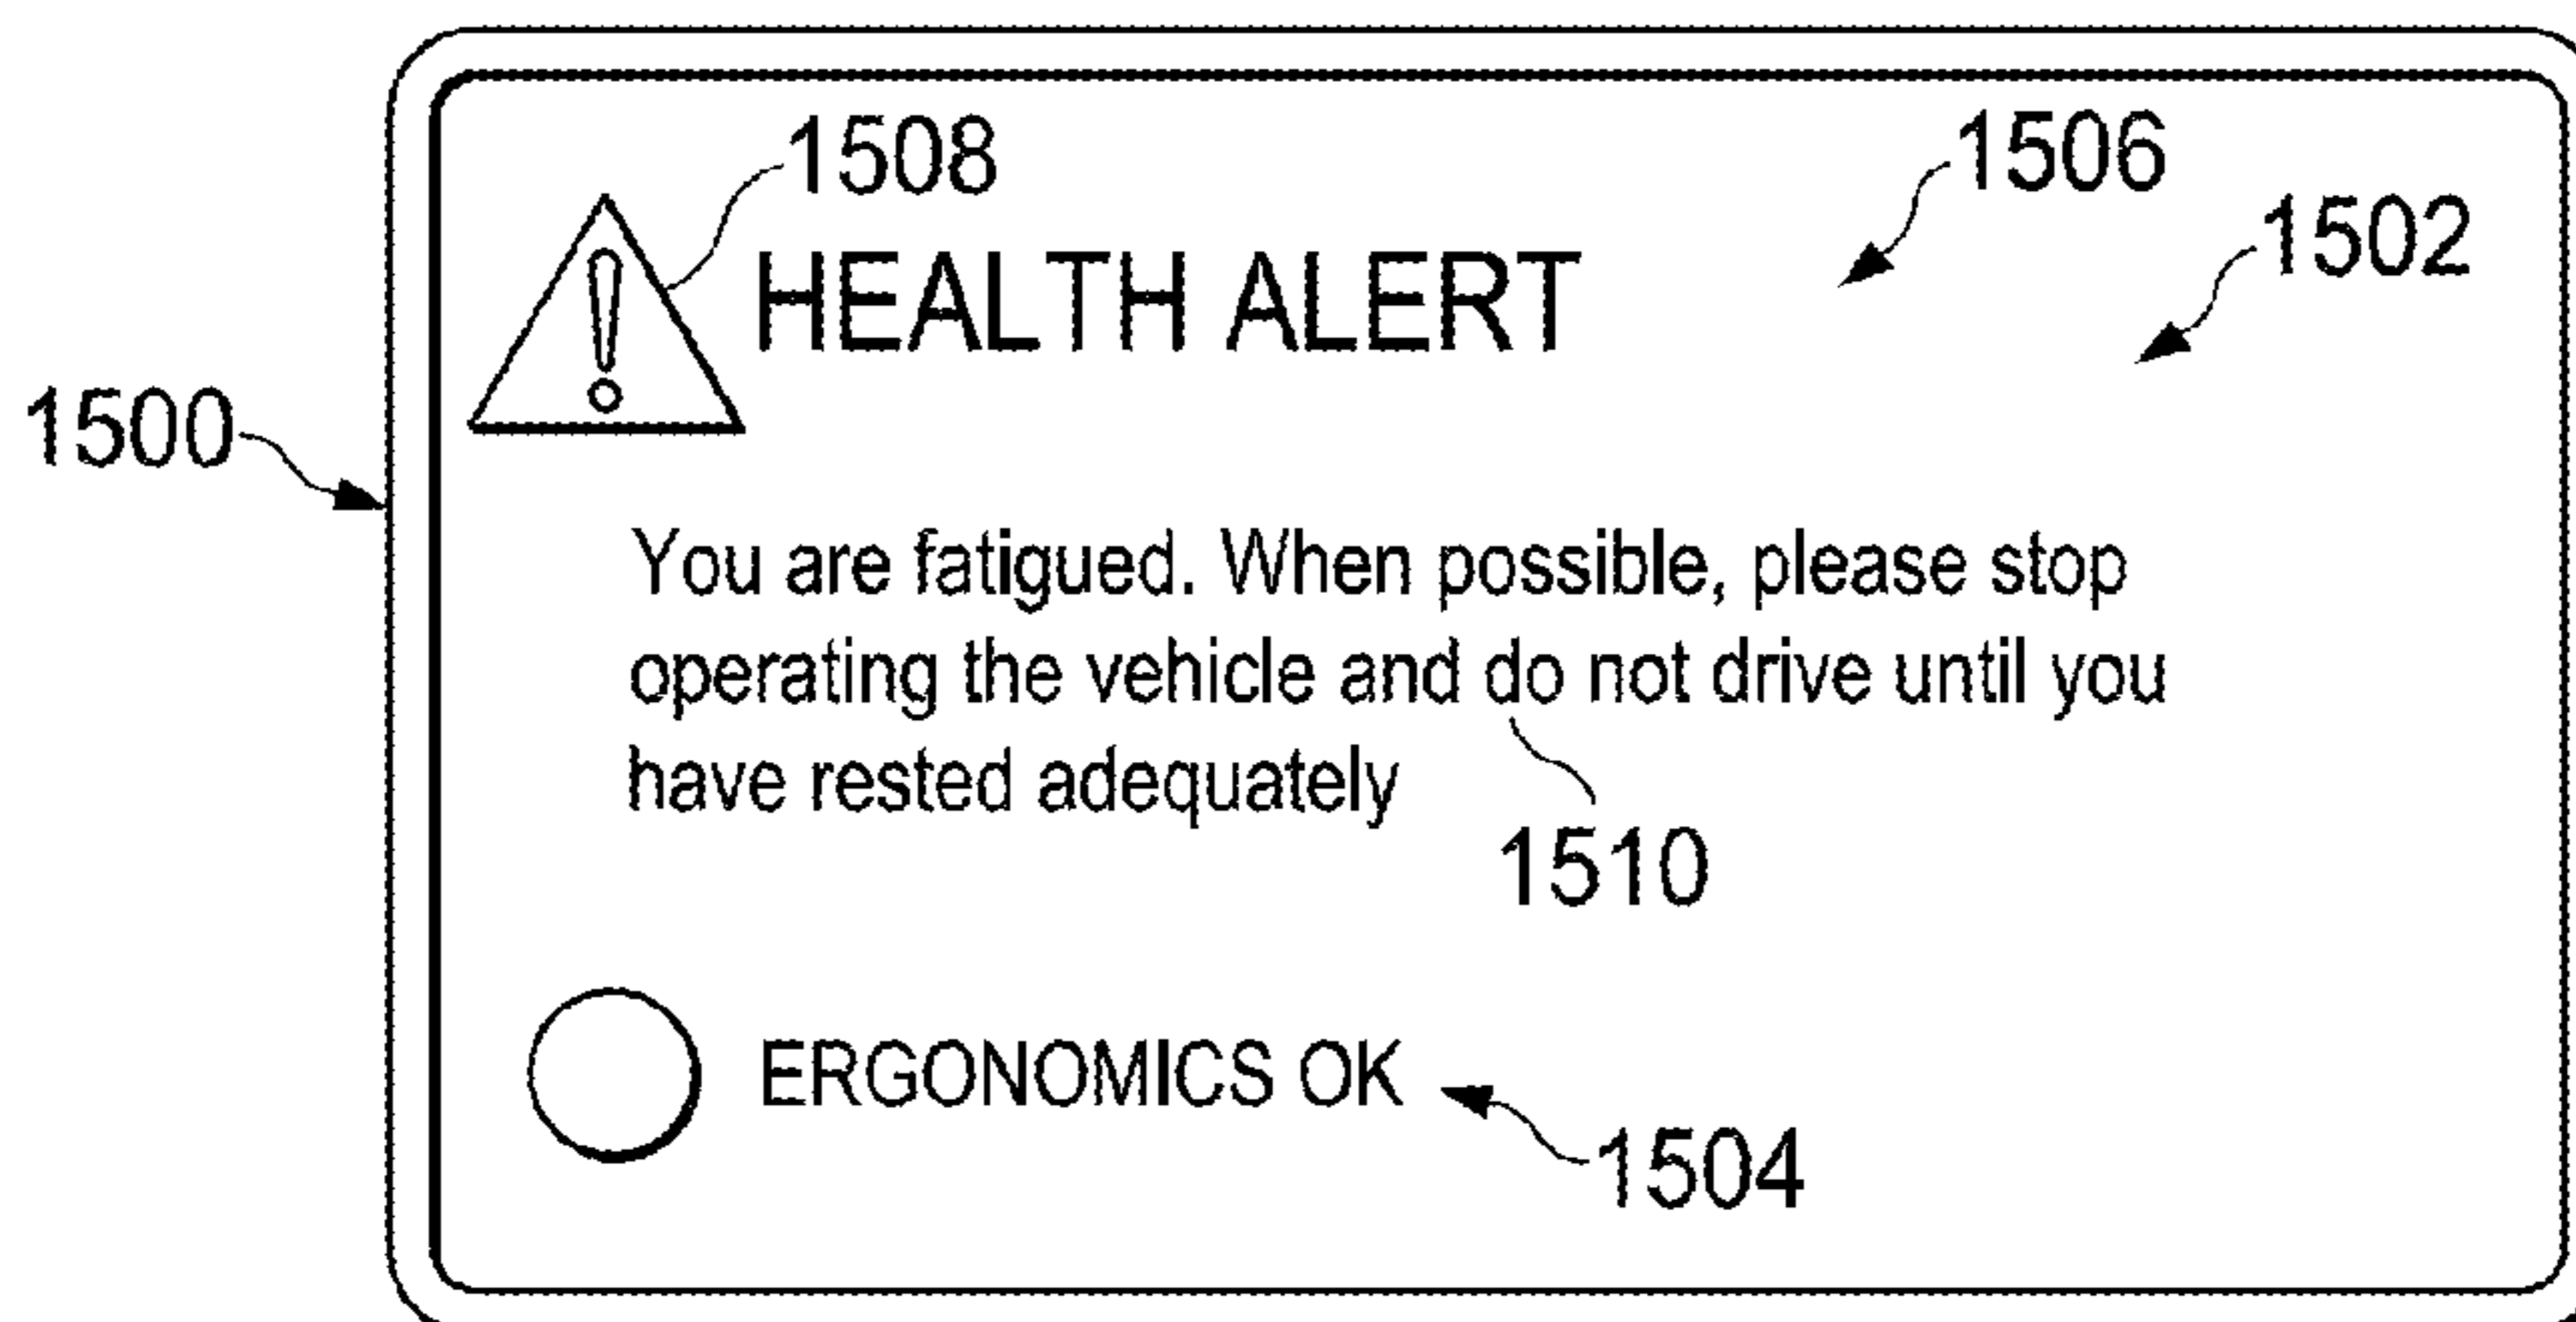 1508
1506
1502
HEALTH ALERT
1500
You are fatigued. When possible, please stop
operating the vehicle and do not drive until you
have rested adequately
1510
ERGONOMICS OK
1504